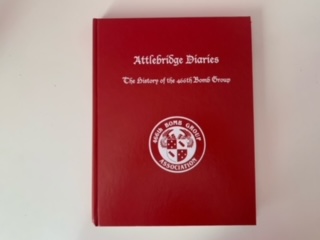 Attlebridge Diaries
The History of the 466th Bomb Group
466th BOMB GROUP
ASSOCIATION